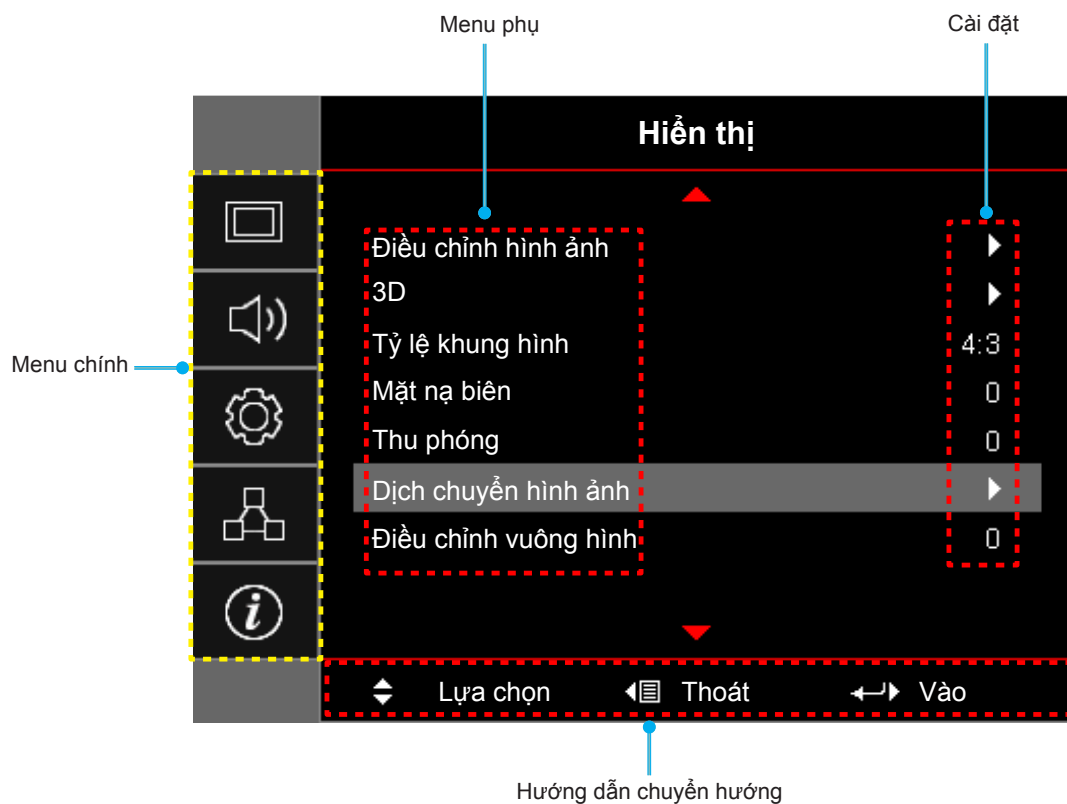 Menu phụ
Cài đặt
Hiển thị
Điều chỉnh hình ảnh
3D
Tỷ lệ khung hình 4:3
Mặt nạ biên 0
Thu phóng 0
Dịch chuyển hình ảnh
Điều chỉnh vuông hình 0
Menu chính
Lựa chọn Thoát Vào
Hướng dẫn chuyển hướng